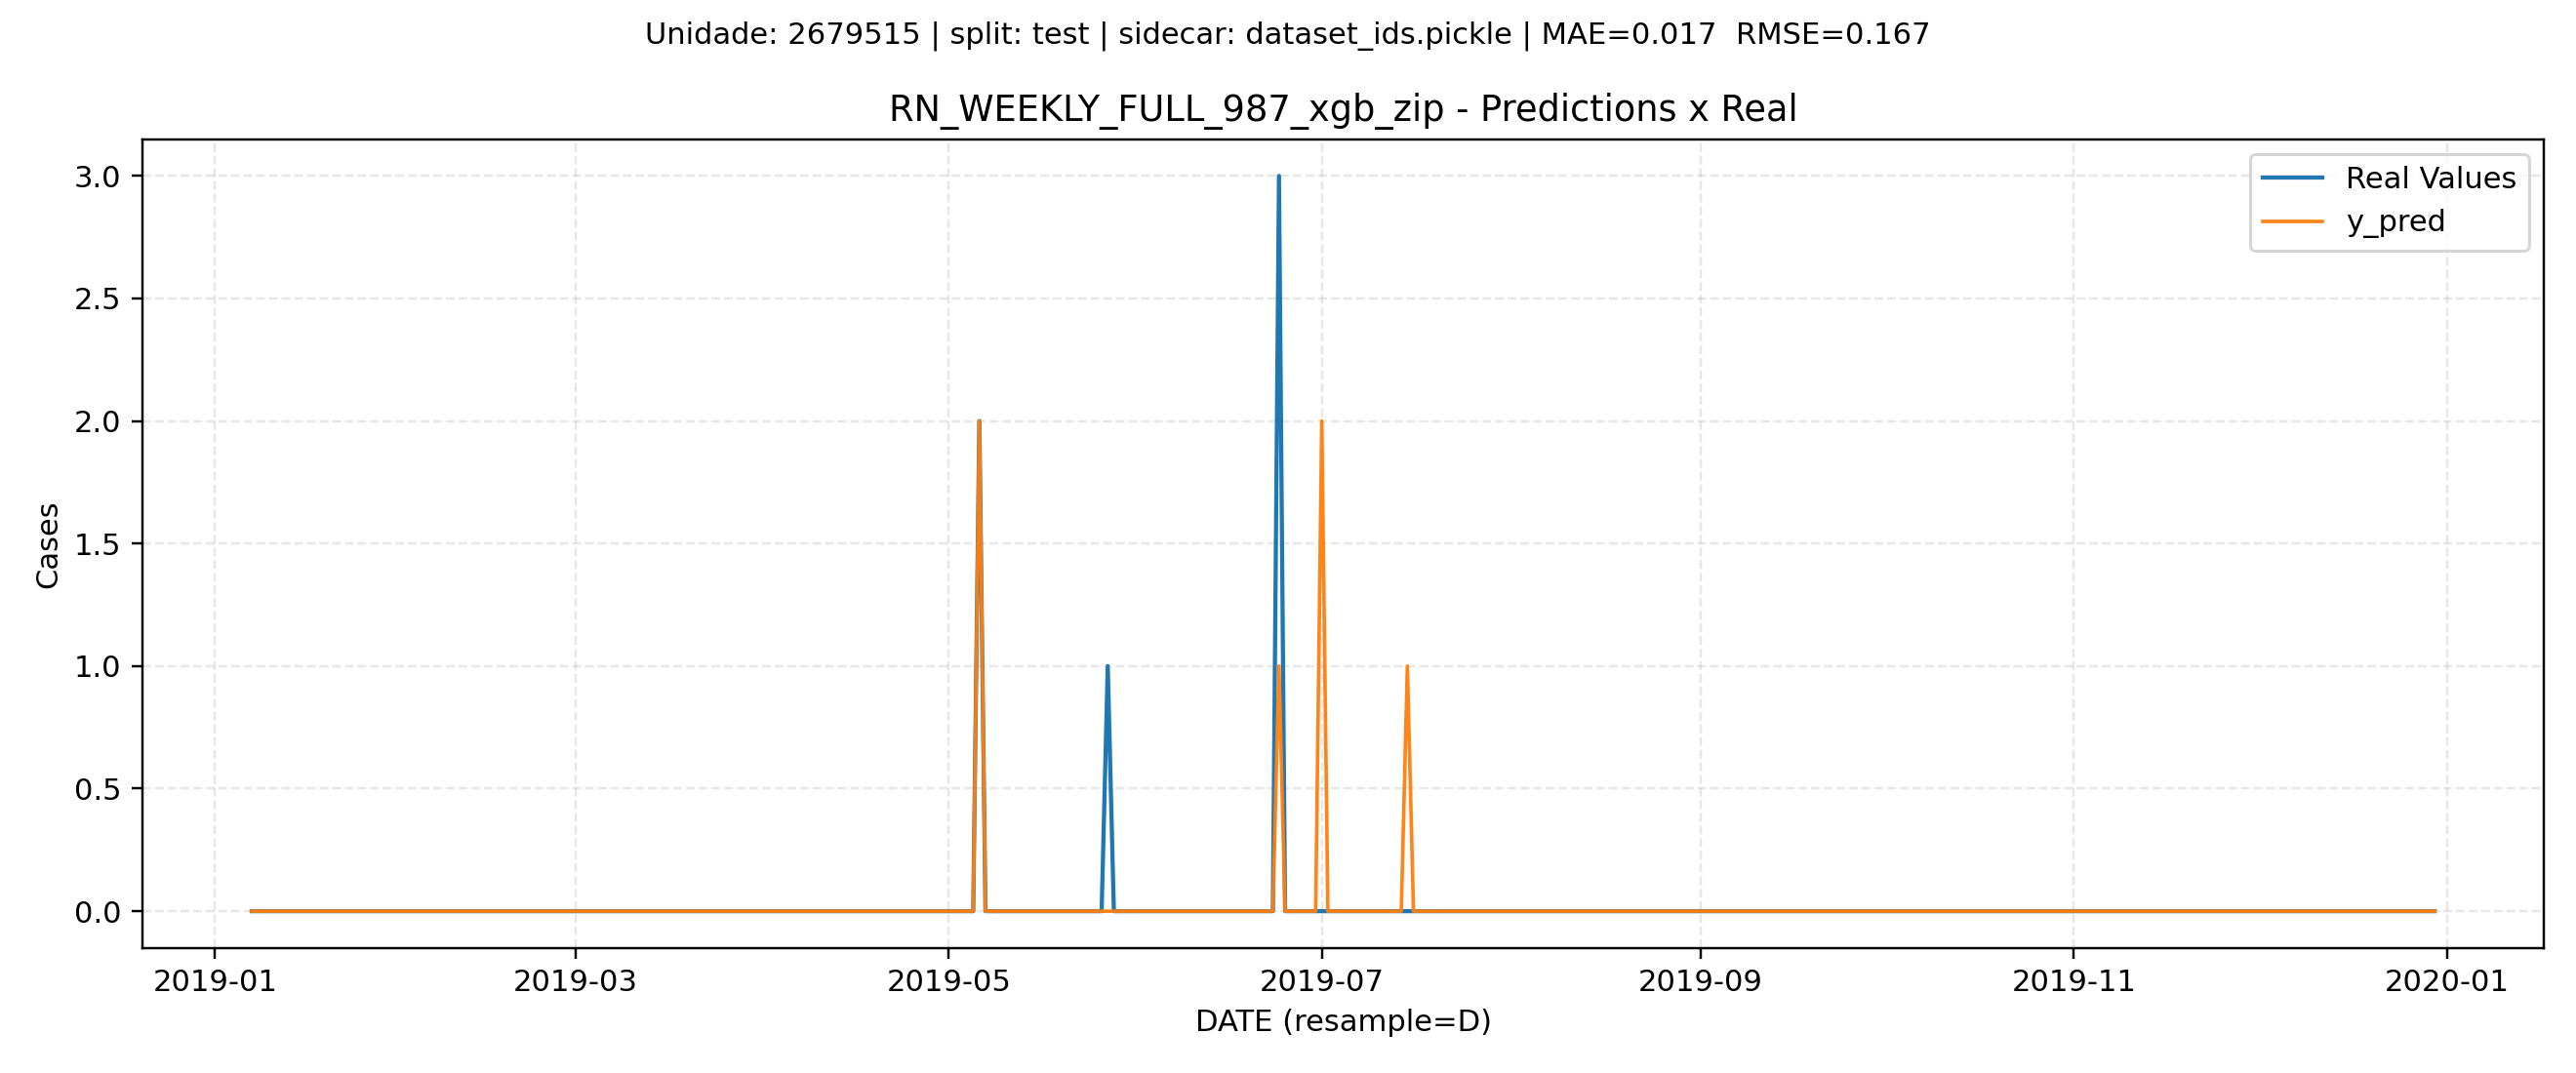 Unidade: 2679515 | split: test | sidecar: dataset_ids.pickle | MAE=0.017  RMSE=0.167
RN_WEEKLY_FULL_987_xgb_zip - Predictions x Real
Real Values
y_pred
3.0
2.5
2.0
1.5
1.0
0.5
0.0
Cases
2019-01
2019-03
2019-05
2019-07
2019-09
2019-11
2020-01
DATE (resample=D)